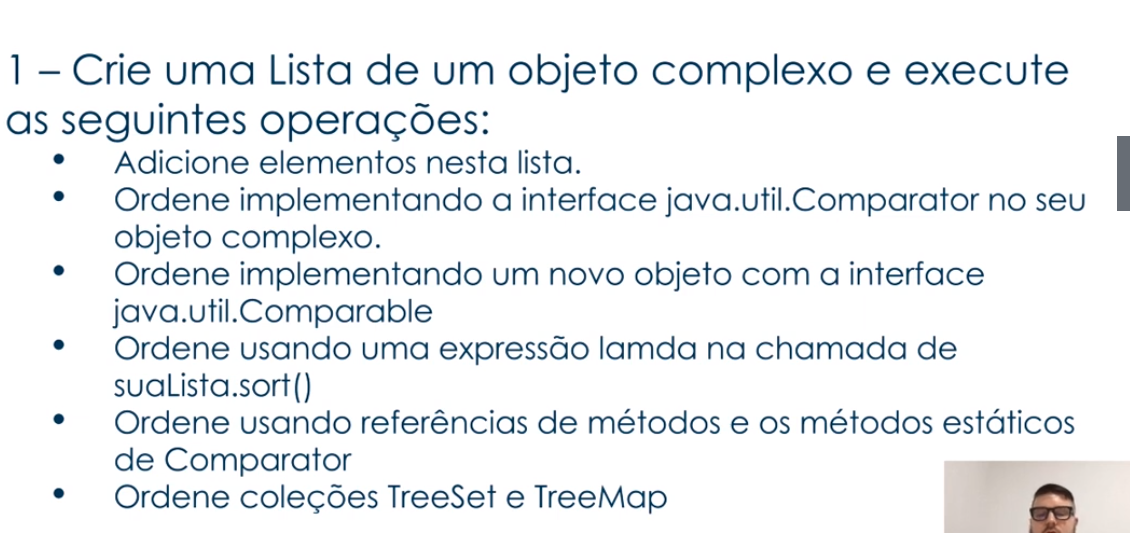 1 – Crie uma Lista de um objeto complexo e execute
as seguintes operações:
• Adicione elementos nesta lista.
• Ordene implementando a interface java.util.Comparator no seu
objeto complexo.
• Ordene implementando um novo objeto com a interface
java.util.Comparable
• Ordene usando uma expressão lamda na chamada de
suaLista.sort()
• Ordene usando referências de métodos e os métodos estáticos
de Comparator
• Ordene coleções TreeSet e TreeMap